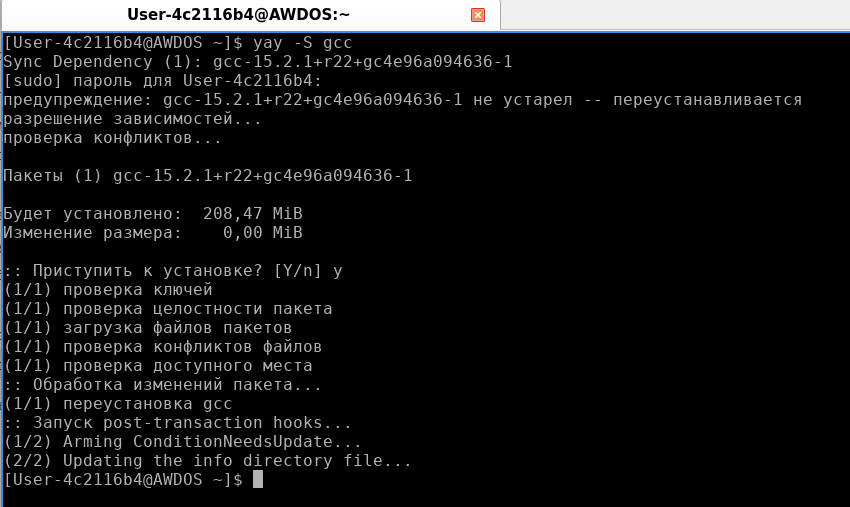 User-4c2116b4@AWDOS:~
[User-4c2116b4@AWDOS ~]$ yay -S gcc
Sync Dependency (1): gcc-15.2.1+r22+gc4e96a094636-1
[sudo] пароль для User-4c2116b4:
предупреждение: gcc-15.2.1+r22+gc4e96a094636-1 не устарел -- переустанавливается
разрешение зависимостей...
проверка конфликтов...
Пакеты (1) gcc-15.2.1+r22+gc4e96a094636-1
Будет установлено:  208,47 MiB
Изменение размера:    0,00 MiB
:: Приступить к установке? [Y/n] y
(1/1) проверка ключей
(1/1) проверка целостности пакета
(1/1) загрузка файлов пакетов
(1/1) проверка конфликтов файлов
(1/1) проверка доступного места
:: Обработка изменений пакета...
(1/1) переустановка gcc
:: Запуск post-transaction hooks...
(1/2) Arming ConditionNeedsUpdate...
(2/2) Updating the info directory file...
[User-4c2116b4@AWDOS ~]$